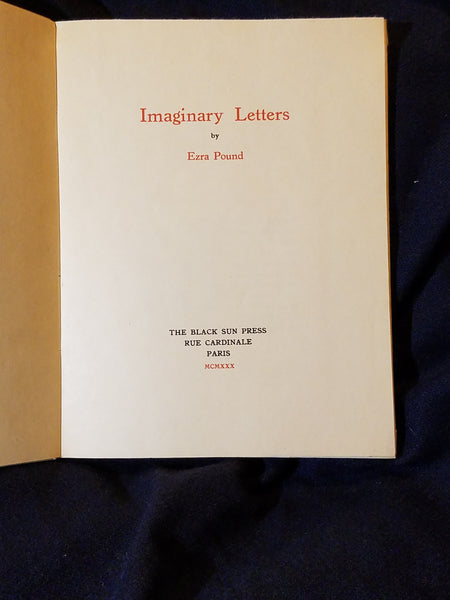 Imaginary Letters
by
Ezra Pound
THE BLACK SUN PRESS
RUE CARDINALE
PARIS
MCMXXX